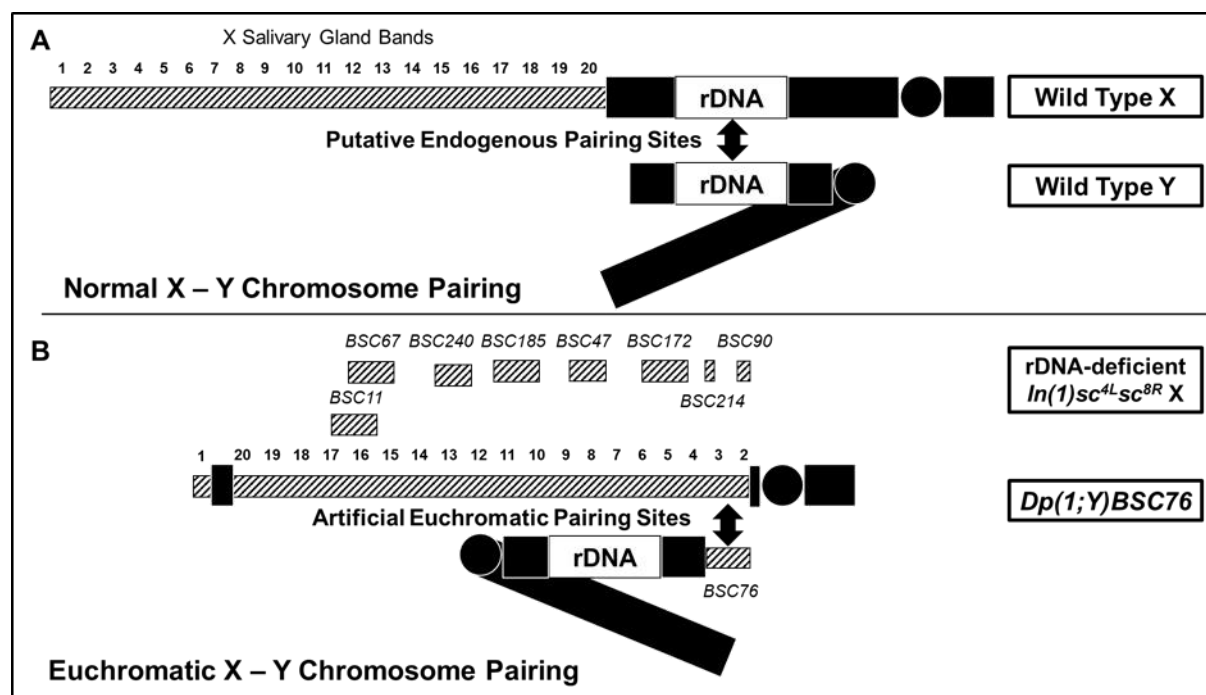 A
X Salivary Gland Bands
1 2 3 4 5 6 7 8 9 10 11 12 13 14 15 16 17 18 19 20
rDNA
Wild Type X
Putative Endogenous Pairing Sites
rDNA
Wild Type Y
Normal X – Y Chromosome Pairing
B
BSC67 BSC240 BSC185 BSC47 BSC172 BSC90
BSC11
BSC214
rDNA-deficient
In(1)sc4Lsc8R X
1 20 19 18 17 16 15 14 13 12 11 10 9 8 7 6 5 4 3 2
Artificial Euchromatic Pairing Sites
Dp(1;Y)BSC76
rDNA
BSC76
Euchromatic X – Y Chromosome Pairing